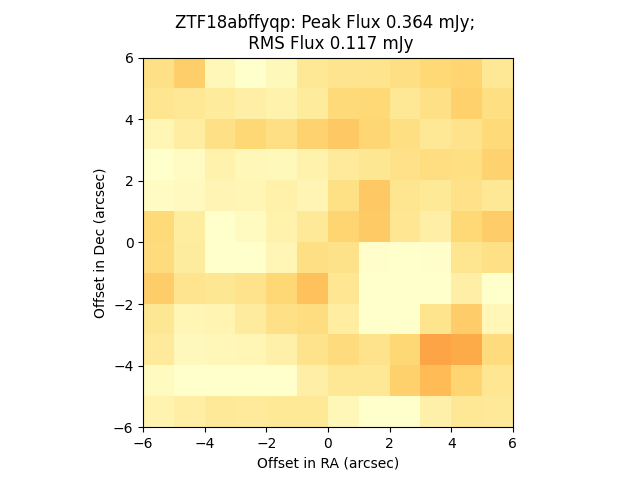 ZTF18abffyqp: Peak Flux 0.364 mJy;
RMS Flux 0.117 mJy
6
4
2
0
−2
−4
−6
Offset in Dec (arcsec)
−6 −4 −2 0 2 4 6
Offset in RA (arcsec)